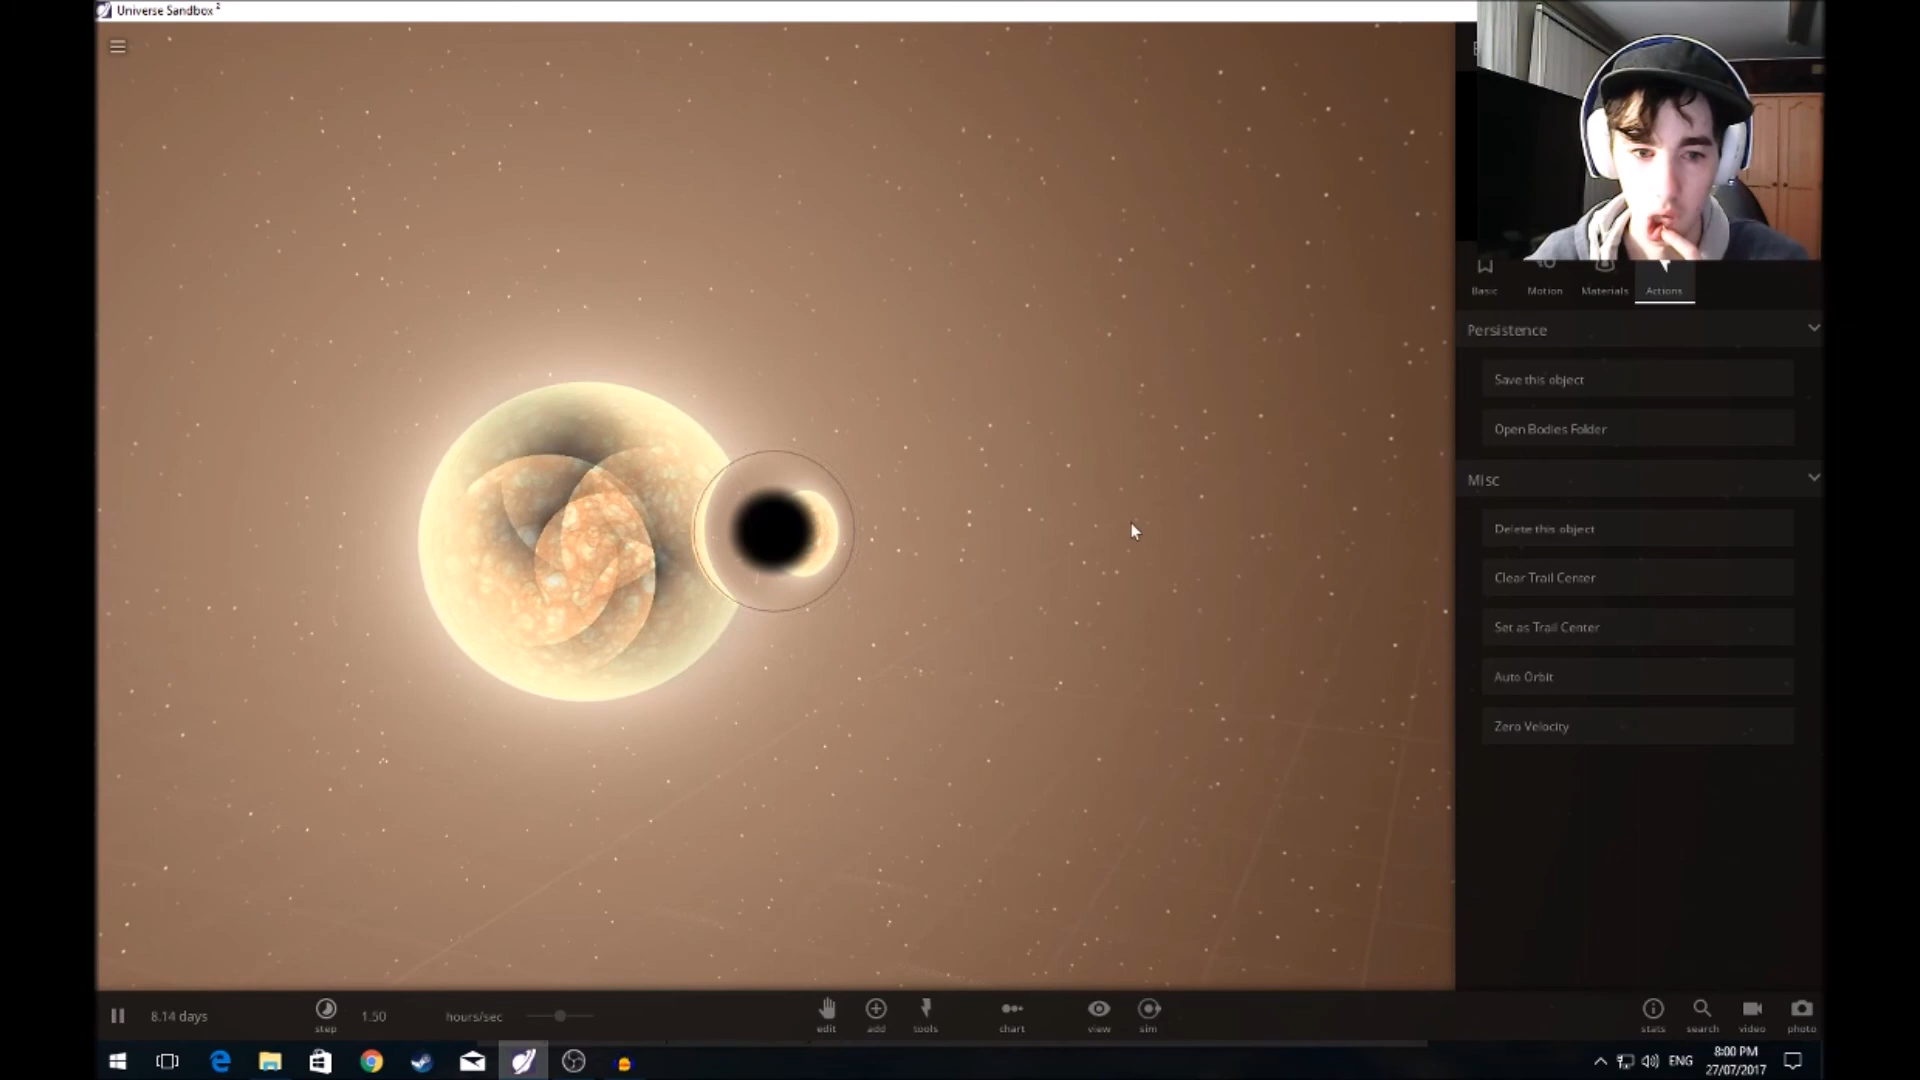 Universe Sandbox ²
Basic
Motion
Materials
Actions
Persistence
Save this object
Open Bodies Folder
Misc
Delete this object
Clear Trail Center
Set as Trail Center
Auto Orbit
Zero Velocity
8.14 days
step
1.50
hours/sec
edit
add
tools
chart
view
sim
stats
search
video
photo
ENG
8:00 PM
27/07/2017